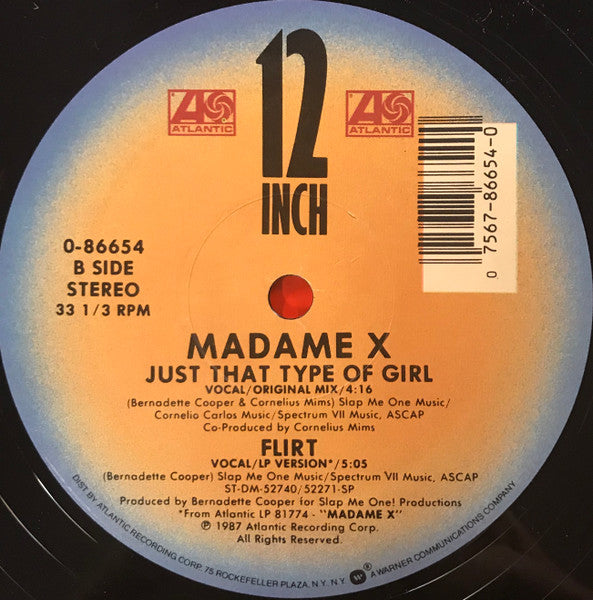 12
INCH
ATLANTIC
ATLANTIC
0 7567-86654-0
0-86654
B SIDE
STEREO
33 1/3 RPM
MADAME X
JUST THAT TYPE OF GIRL
VOCAL/ORIGINAL MIX/4:16
(Bernadette Cooper & Cornelius Mims) Slap Me One Music/
Cornelio Carlos Music/Spectrum VII Music, ASCAP
Co-Produced by Cornelius Mims
FLIRT
VOCAL/LP VERSION*/5:05
(Bernadette Cooper) Slap Me One Music/Spectrum VII Music, ASCAP
ST-DM-52740/52271-SP
Produced by Bernadette Cooper for Slap Me One! Productions
*From Atlantic LP 81774 - "MADAME X"
℗ 1987 Atlantic Recording Corp.
All Rights Reserved.
DIST. BY ATLANTIC RECORDING CORP. 75 ROCKEFELLER PLAZA, N.Y. N.Y. A WARNER COMMUNICATIONS COMPANY